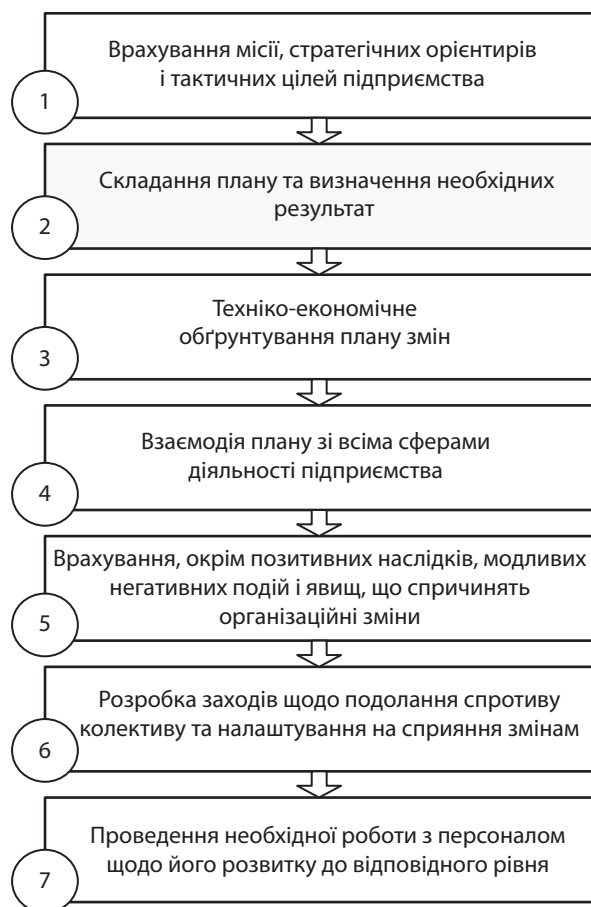 Врахування місії, стратегічних орієнтирів
і тактичних цілей підприємства
1
Складання плану та визначення необхідних
результат
2
Техніко-економічне
обґрунтування плану змін
3
Взаємодія плану зі всіма сферами
діяльності підприємства
4
Врахування, окрім позитивних наслідків, модливих
негативних подій і явищ, що спричинять
організаційні зміни
5
Розробка заходів щодо подолання спротиву
колективу та налаштування на сприяння змінам
6
Проведення необхідної роботи з персоналом
щодо його розвитку до відповідного рівня
7